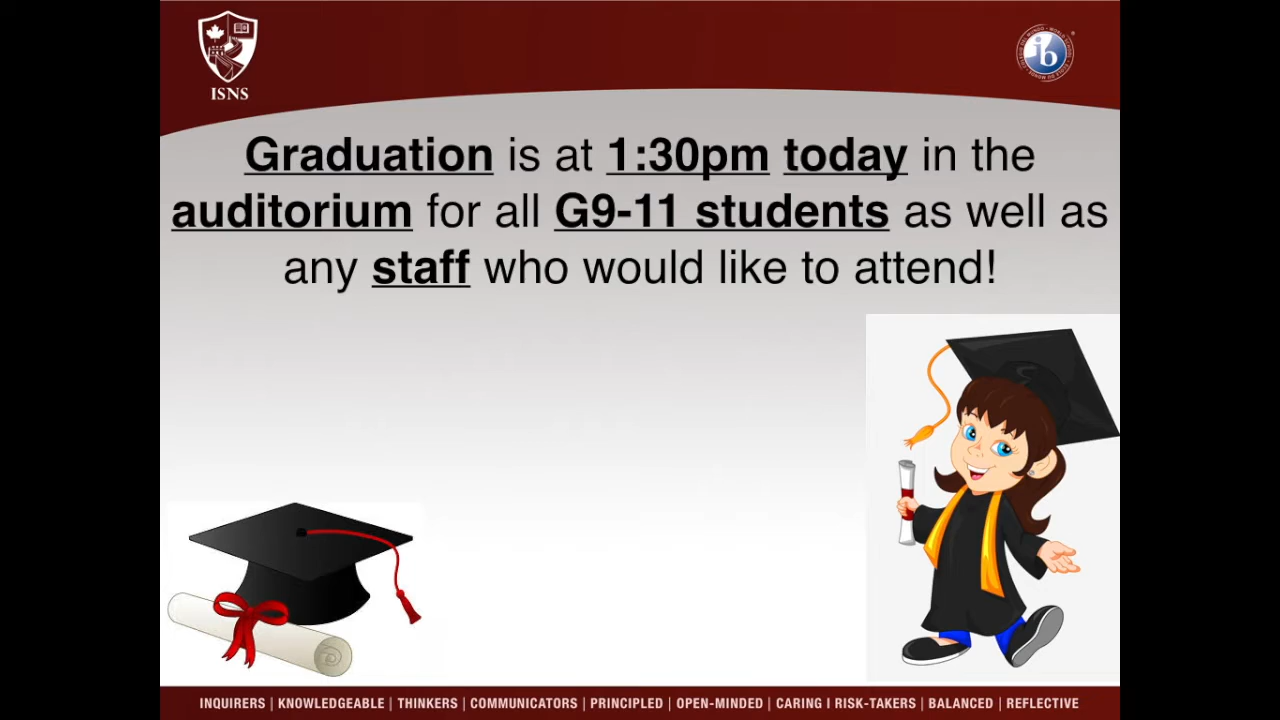 ISNS
ib
Graduation is at 1:30pm today in the
auditorium for all G9-11 students as well as
any staff who would like to attend!
INQUIRERS | KNOWLEDGEABLE | THINKERS | COMMUNICATORS | PRINCIPLED | OPEN-MINDED | CARING I RISK-TAKERS | BALANCED | REFLECTIVE